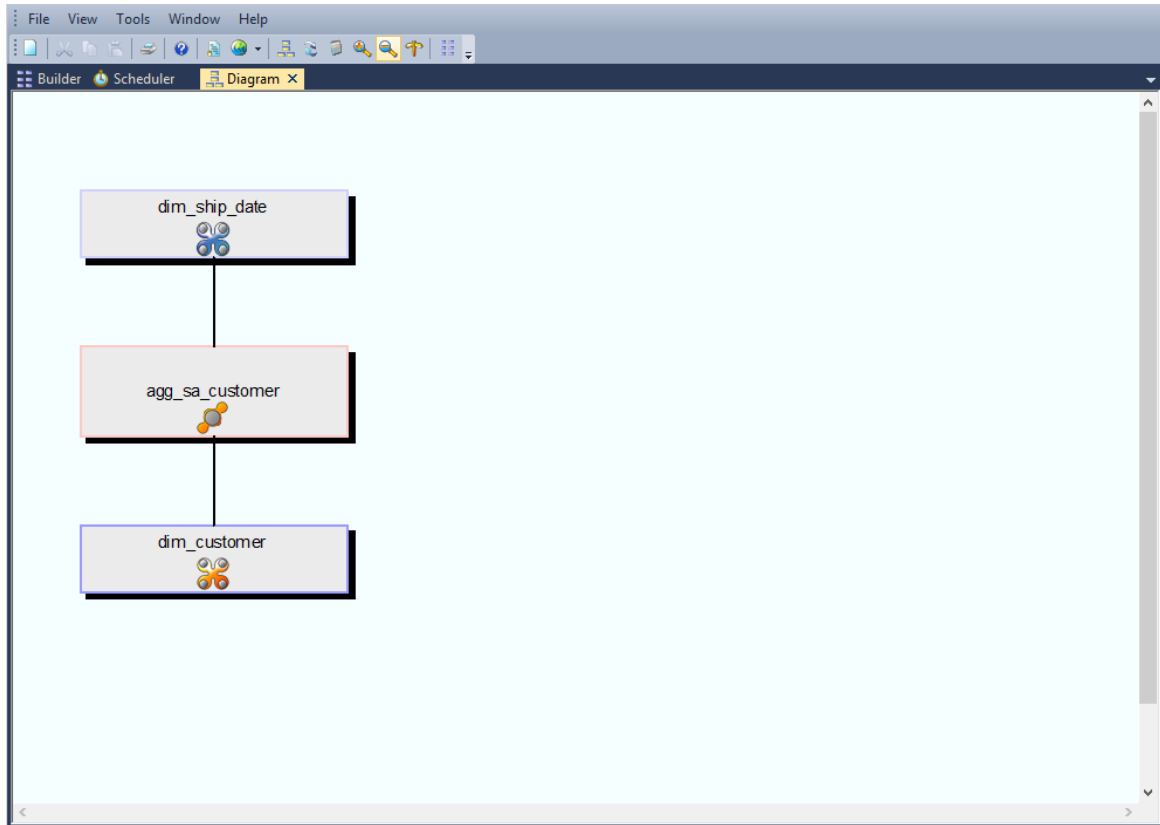 File View Tools Window Help
Builder Scheduler Diagram
dim_ship_date
agg_sa_customer
dim_customer